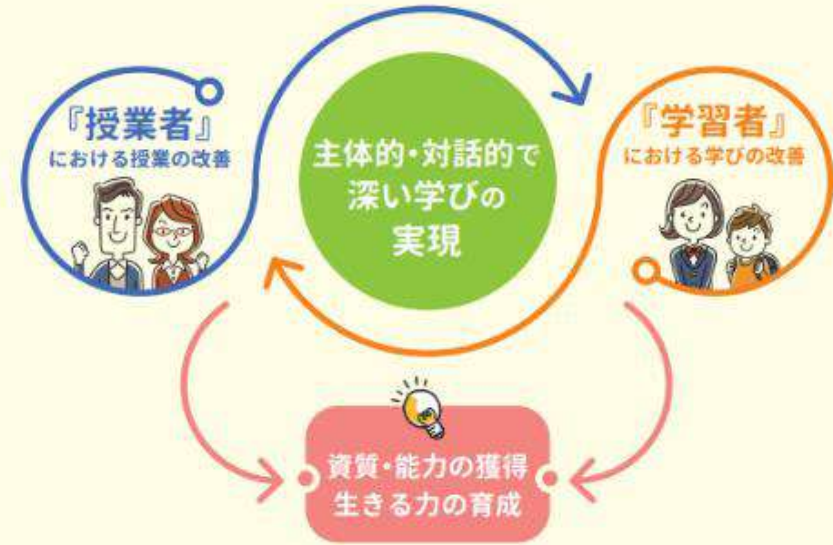 『授業者』
における授業の改善
主体的・対話的で
深い学びの
実現
『学習者』
における学びの改善
資質・能力の獲得
生きる力の育成